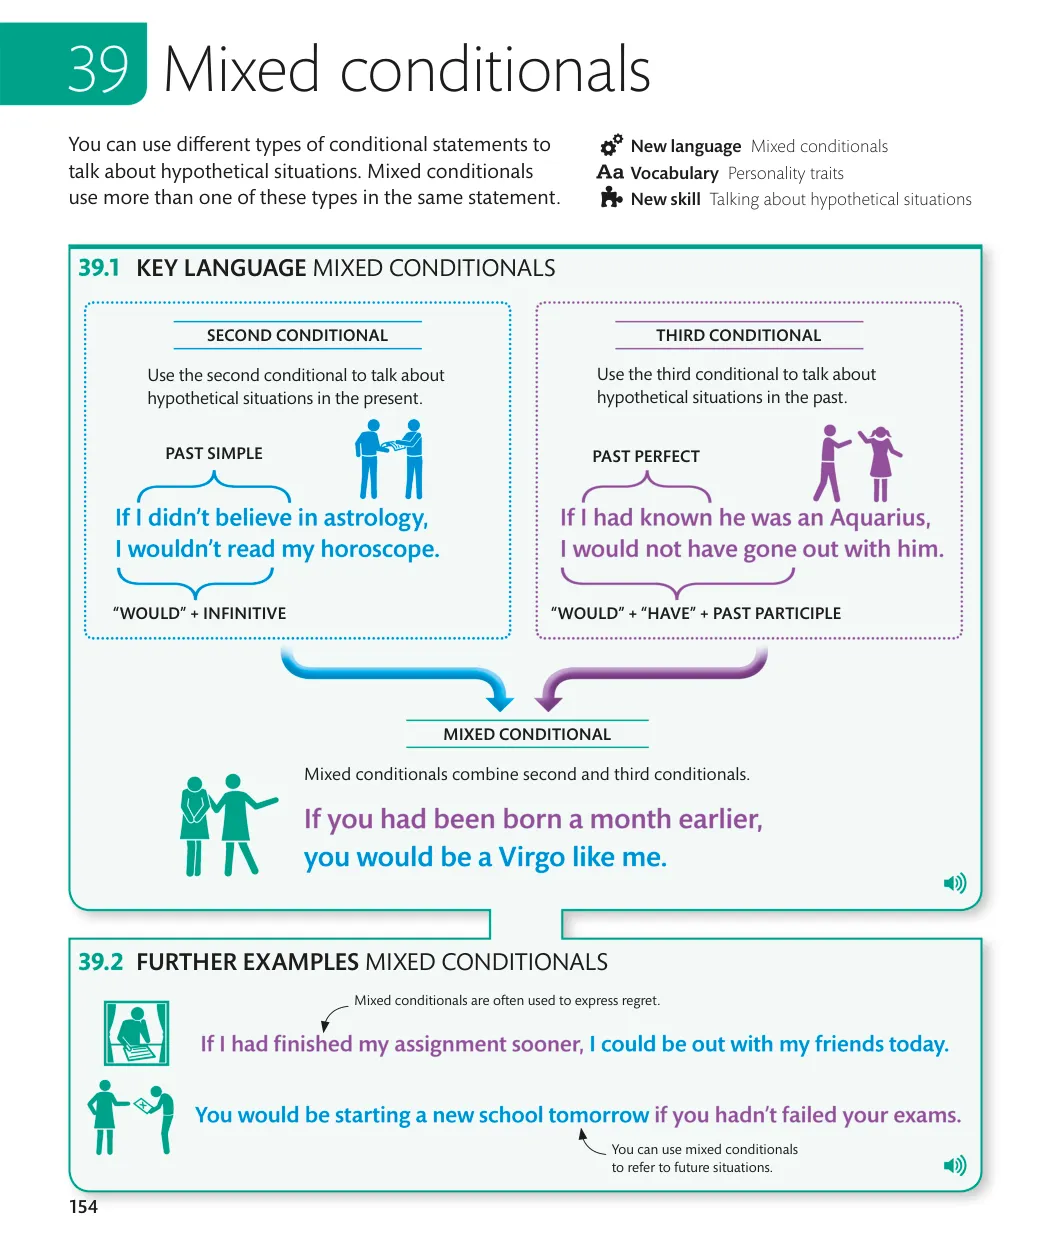 39 Mixed conditionals
You can use different types of conditional statements to
talk about hypothetical situations. Mixed conditionals
use more than one of these types in the same statement.
New language Mixed conditionals
Aa Vocabulary Personality traits
New skill Talking about hypothetical situations
39.1 KEY LANGUAGE MIXED CONDITIONALS
SECOND CONDITIONAL
Use the second conditional to talk about
hypothetical situations in the present.
PAST SIMPLE
If I didn’t believe in astrology,
I wouldn’t read my horoscope.
“WOULD” + INFINITIVE
THIRD CONDITIONAL
Use the third conditional to talk about
hypothetical situations in the past.
PAST PERFECT
If I had known he was an Aquarius,
I would not have gone out with him.
“WOULD” + “HAVE” + PAST PARTICIPLE
MIXED CONDITIONAL
Mixed conditionals combine second and third conditionals.
If you had been born a month earlier,
you would be a Virgo like me.
39.2 FURTHER EXAMPLES MIXED CONDITIONALS
Mixed conditionals are often used to express regret.
If I had finished my assignment sooner, I could be out with my friends today.
You would be starting a new school tomorrow if you hadn’t failed your exams.
You can use mixed conditionals
to refer to future situations.
154